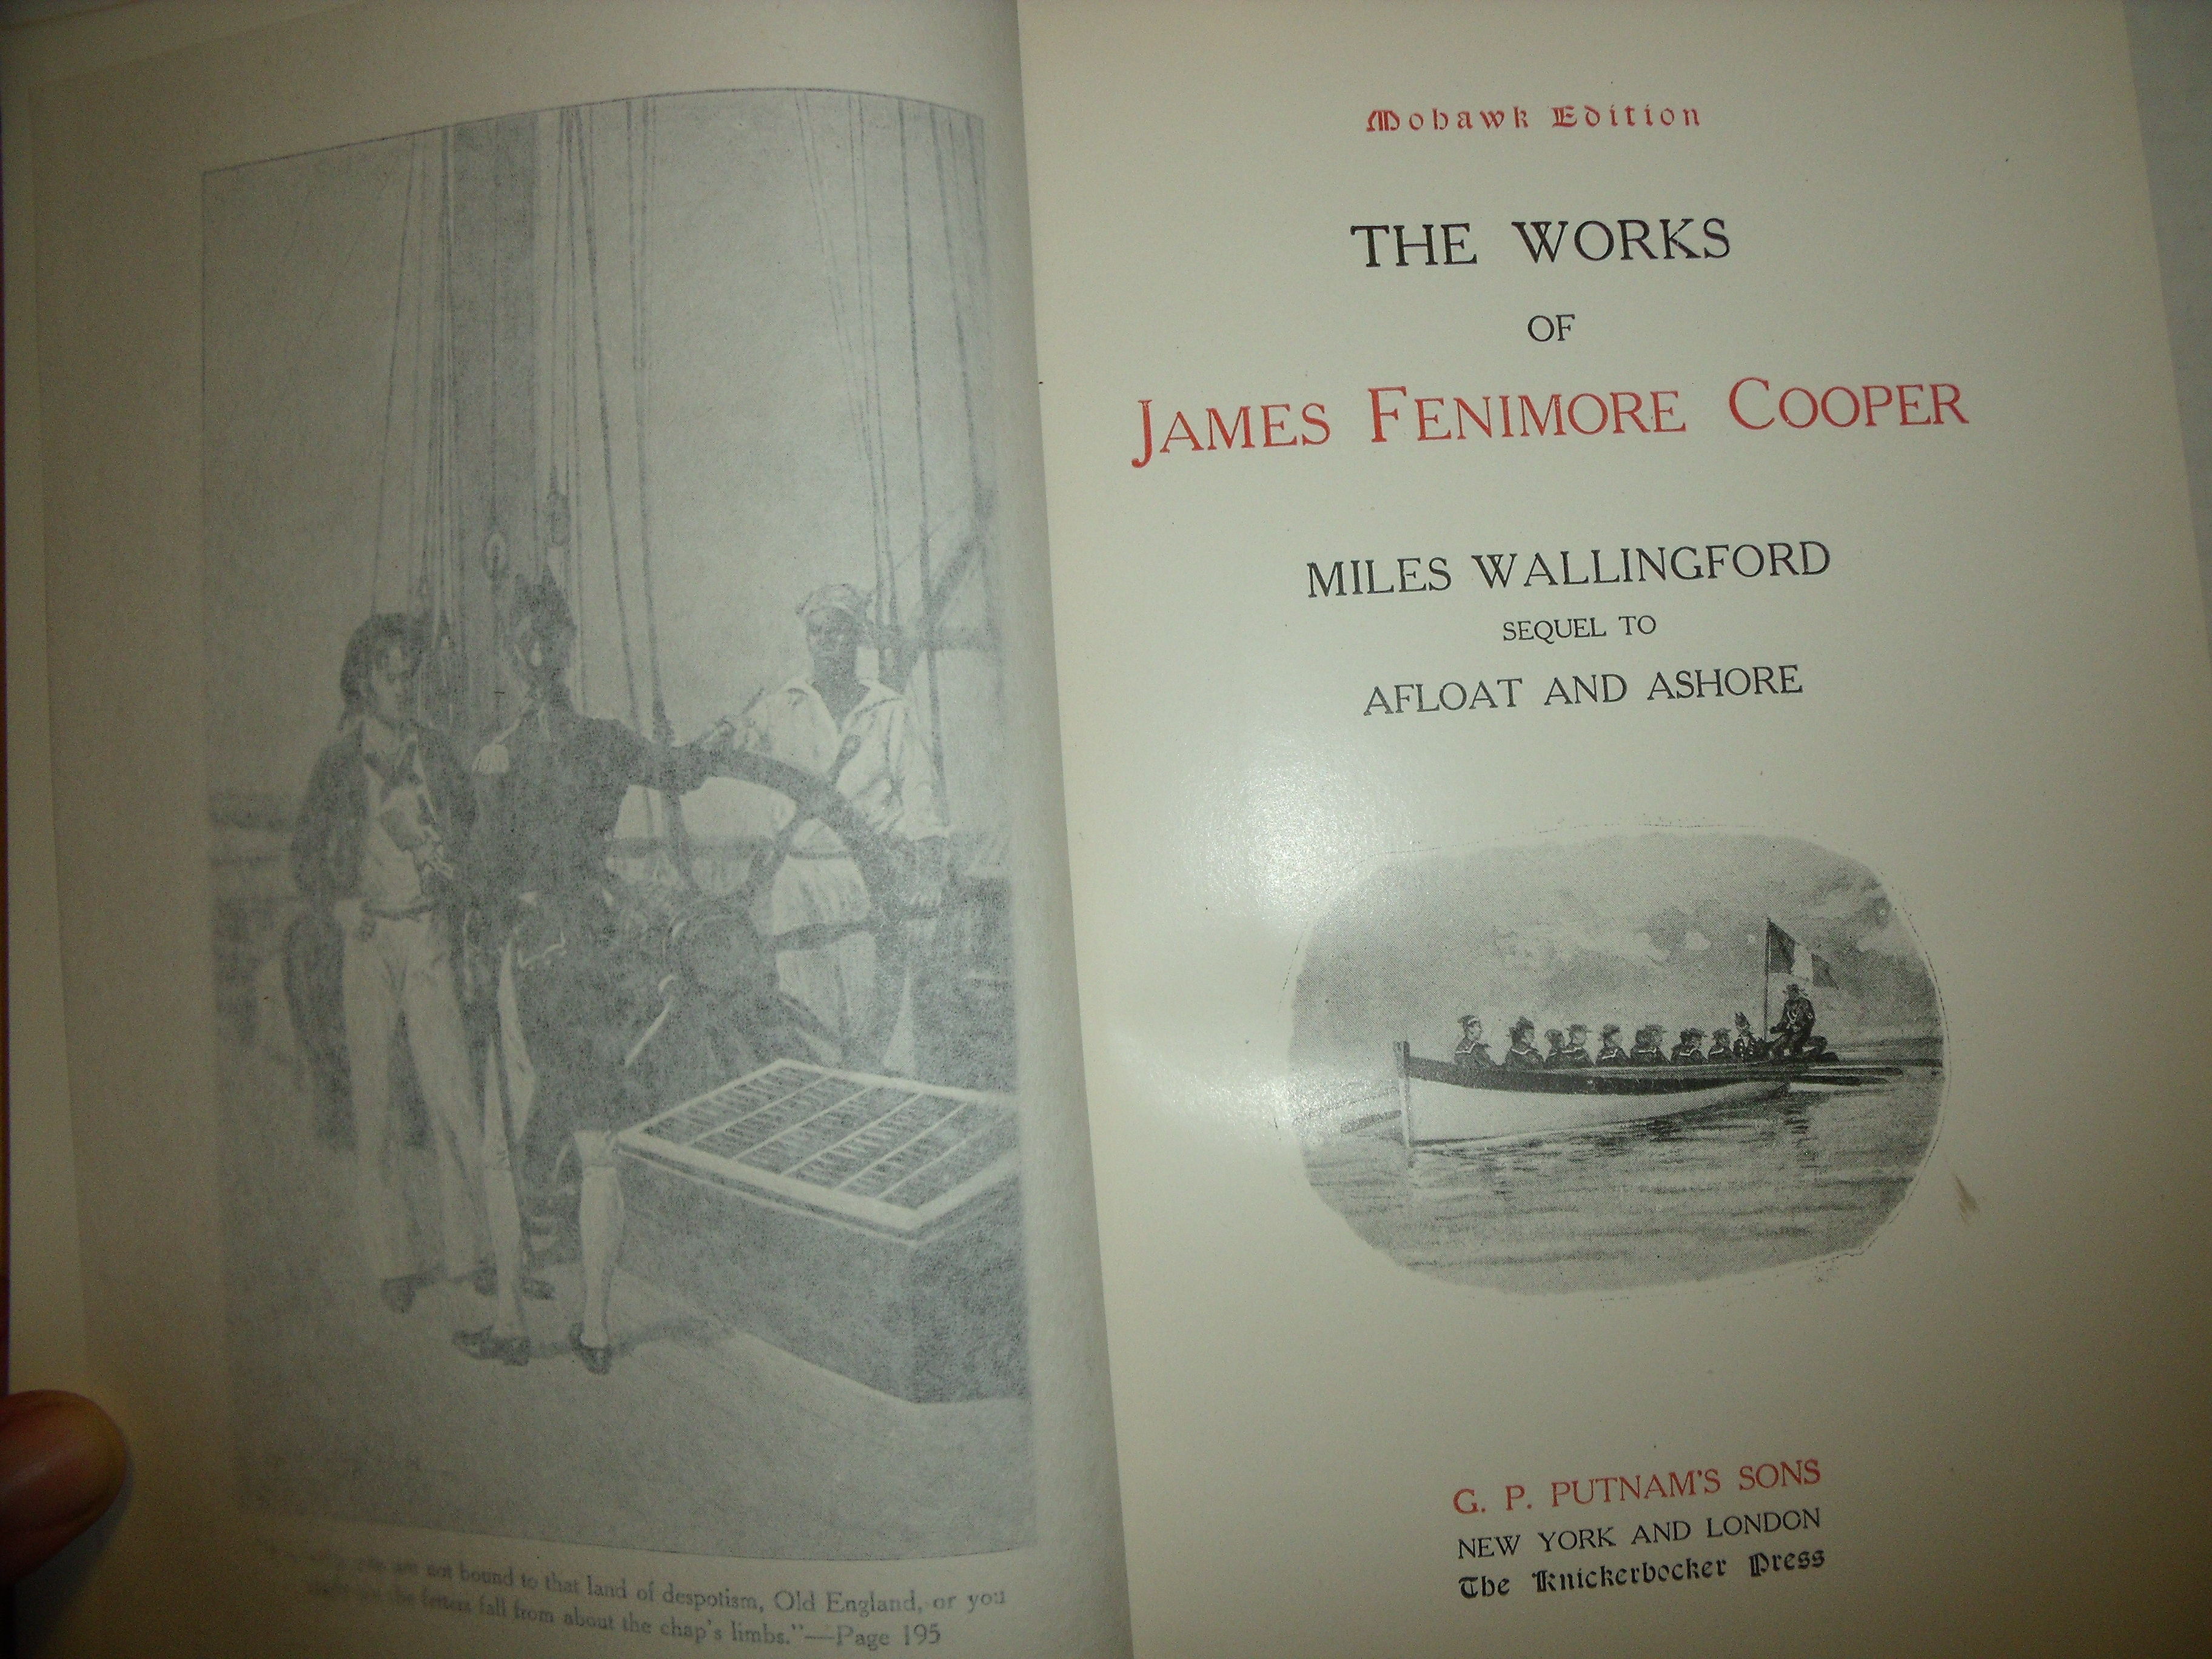 are not bound to that land of despotism, Old England, or you
the fetters fall from about the chap's limbs."—Page 195
Mohawk Edition
THE WORKS
OF
JAMES FENIMORE COOPER
MILES WALLINGFORD
SEQUEL TO
AFLOAT AND ASHORE
G. P. PUTNAM'S SONS
NEW YORK AND LONDON
The Knickerbocker Press